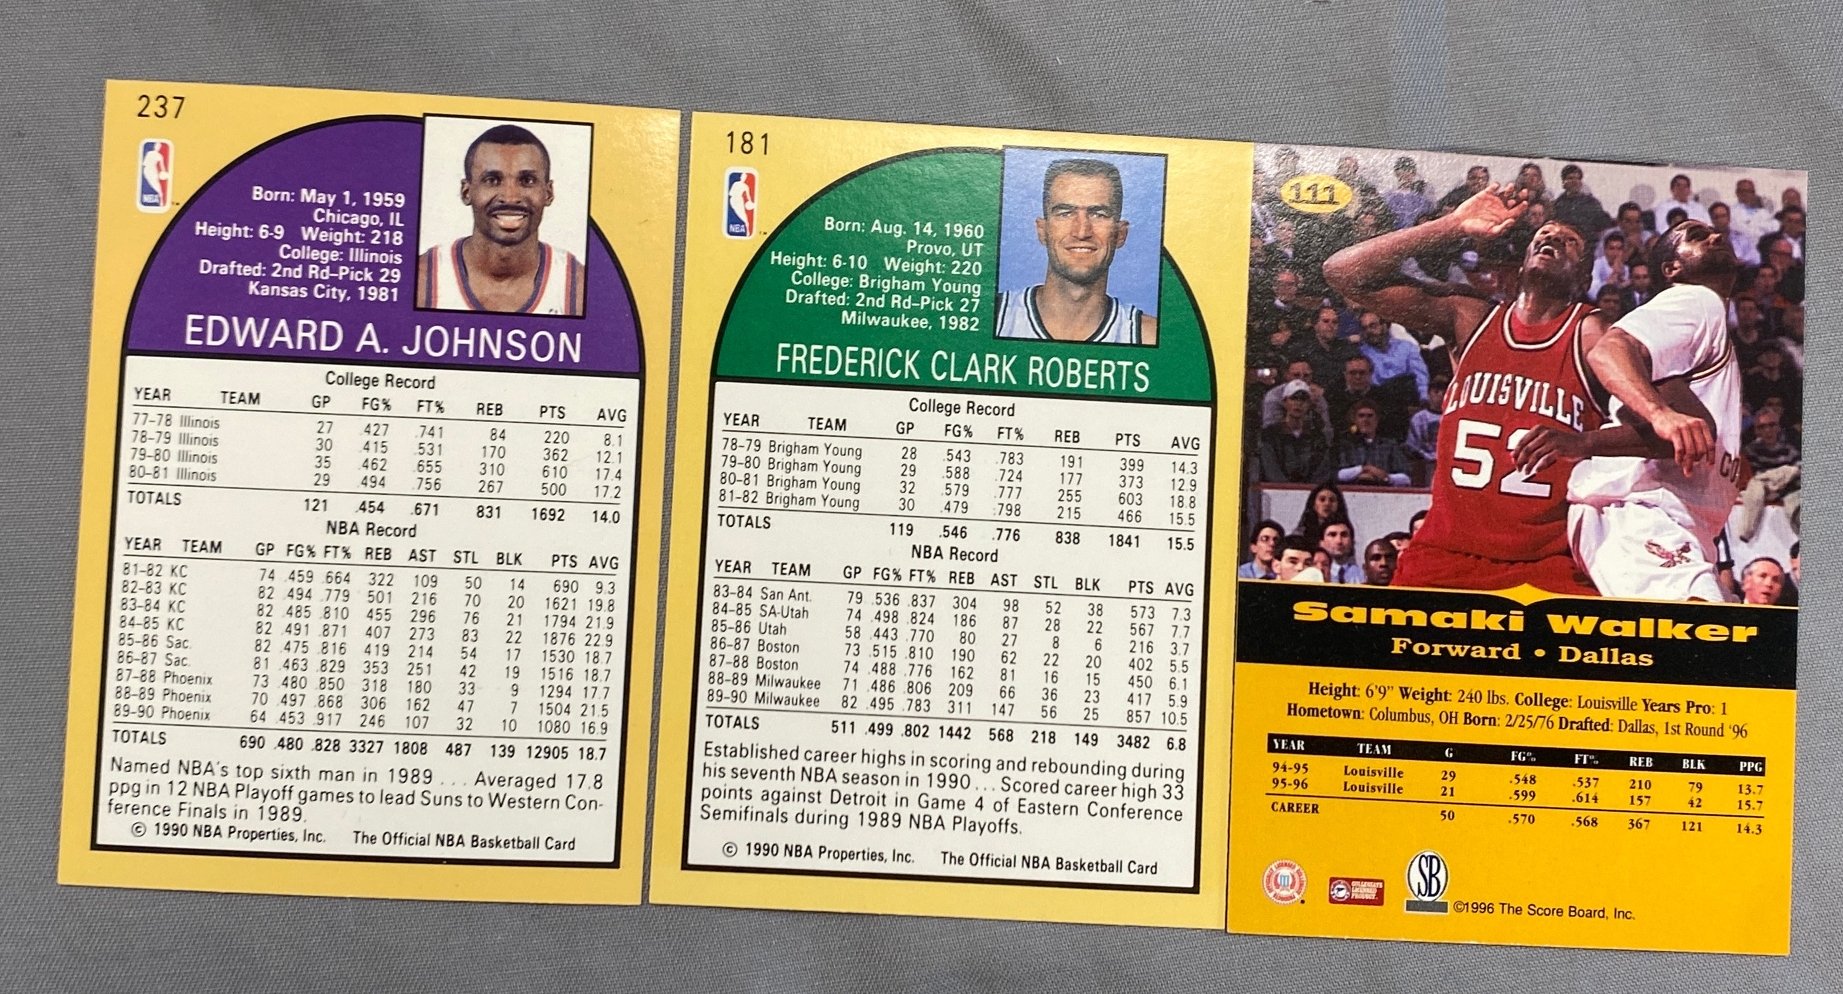 237
NBA
Born: May 1, 1959
Chicago, IL
Height: 6-9 Weight: 218
College: Illinois
Drafted: 2nd Rd-Pick 29
Kansas City, 1981
EDWARD A. JOHNSON
College Record
YEAR TEAM GP FG% FT% REB PTS AVG
77-78 Illinois 27 .427 .741 84 220 8.1
78-79 Illinois 30 .415 .531 170 362 12.1
79-80 Illinois 35 .462 .655 310 610 17.4
80-81 Illinois 29 .494 .756 267 500 17.2
TOTALS 121 .454 .671 831 1692 14.0
NBA Record
YEAR TEAM GP FG% FT% REB AST STL BLK PTS AVG
81-82 KC 74 .459 .664 322 109 50 14 690 9.3
82-83 KC 82 .494 .779 501 216 70 20 1621 19.8
83-84 KC 82 .485 .810 455 296 76 21 1794 21.9
84-85 KC 82 .491 .871 407 273 83 22 1876 22.9
85-86 Sac. 82 .475 .816 419 214 54 17 1530 18.7
86-87 Sac. 81 .463 .829 353 251 42 19 1516 18.7
87-88 Phoenix 73 .480 .850 318 180 33 9 1294 17.7
88-89 Phoenix 70 .497 .868 306 162 47 7 1504 21.5
89-90 Phoenix 64 .453 .917 246 107 32 10 1080 16.9
TOTALS 690 .480 .828 3327 1808 487 139 12905 18.7
Named NBA's top sixth man in 1989 . . . Averaged 17.8
ppg in 12 NBA Playoff games to lead Suns to Western Con-
ference Finals in 1989.
© 1990 NBA Properties, Inc. The Official NBA Basketball Card
181
NBA
Born: Aug. 14, 1960
Provo, UT
Height: 6-10 Weight: 220
College: Brigham Young
Drafted: 2nd Rd-Pick 27
Milwaukee, 1982
FREDERICK CLARK ROBERTS
College Record
YEAR TEAM GP FG% FT% REB PTS AVG
78-79 Brigham Young 28 .543 .783 191 399 14.3
79-80 Brigham Young 29 .588 .724 177 373 12.9
80-81 Brigham Young 32 .579 .777 255 603 18.8
81-82 Brigham Young 30 .479 .798 215 466 15.5
TOTALS 119 .546 .776 838 1841 15.5
NBA Record
YEAR TEAM GP FG% FT% REB AST STL BLK PTS AVG
83-84 San Ant. 79 .536 .837 304 98 52 38 573 7.3
84-85 SA-Utah 74 .498 .824 186 87 28 22 567 7.7
85-86 Utah 58 .443 .770 80 27 8 6 216 3.7
86-87 Boston 73 .515 .810 190 62 22 20 402 5.5
87-88 Boston 74 .488 .776 162 81 16 15 450 6.1
88-89 Milwaukee 71 .486 .806 209 66 36 23 417 5.9
89-90 Milwaukee 82 .495 .783 311 147 56 25 857 10.5
TOTALS 511 .499 .802 1442 568 218 149 3482 6.8
Established career highs in scoring and rebounding during
his seventh NBA season in 1990 . . . Scored career high 33
points against Detroit in Game 4 of Eastern Conference
Semifinals during 1989 NBA Playoffs.
© 1990 NBA Properties, Inc. The Official NBA Basketball Card
111
LOUISVILLE
52
Samaki Walker
Forward • Dallas
Height: 6'9" Weight: 240 lbs. College: Louisville Years Pro: 1
Hometown: Columbus, OH Born: 2/25/76 Drafted: Dallas, 1st Round '96
YEAR TEAM G FG% FT% REB BLK PPG
94-95 Louisville 29 .548 .537 210 79 13.7
95-96 Louisville 21 .599 .614 157 42 15.7
CAREER 50 .570 .568 367 121 14.3
COLLEGIATE
LICENSED
PRODUCT
SB
©1996 The Score Board, Inc.